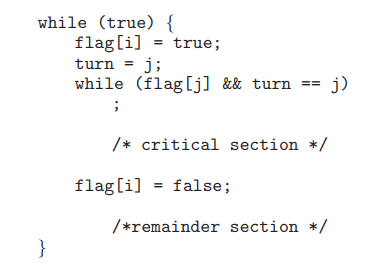 while (true) {
flag[i] = true;
turn = j;
while (flag[j] && turn == j)
;
/* critical section */
flag[i] = false;
/*remainder section */
}